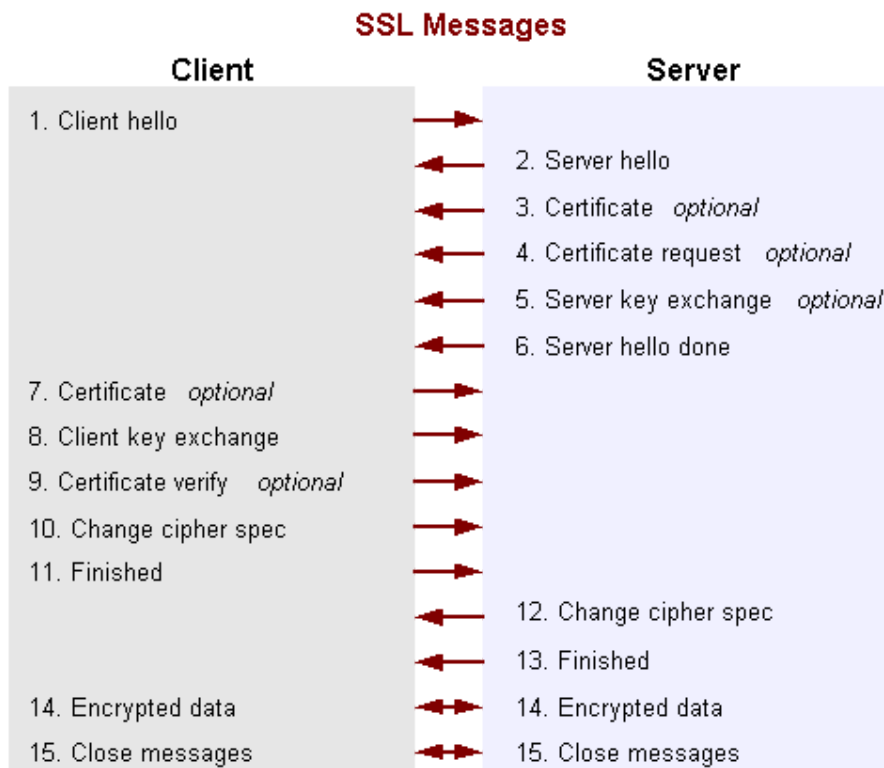 SSL Messages
Client Server
1. Client hello
2. Server hello
3. Certificate optional
4. Certificate request optional
5. Server key exchange optional
6. Server hello done
7. Certificate optional
8. Client key exchange
9. Certificate verify optional
10. Change cipher spec
11. Finished
12. Change cipher spec
13. Finished
14. Encrypted data 14. Encrypted data
15. Close messages 15. Close messages